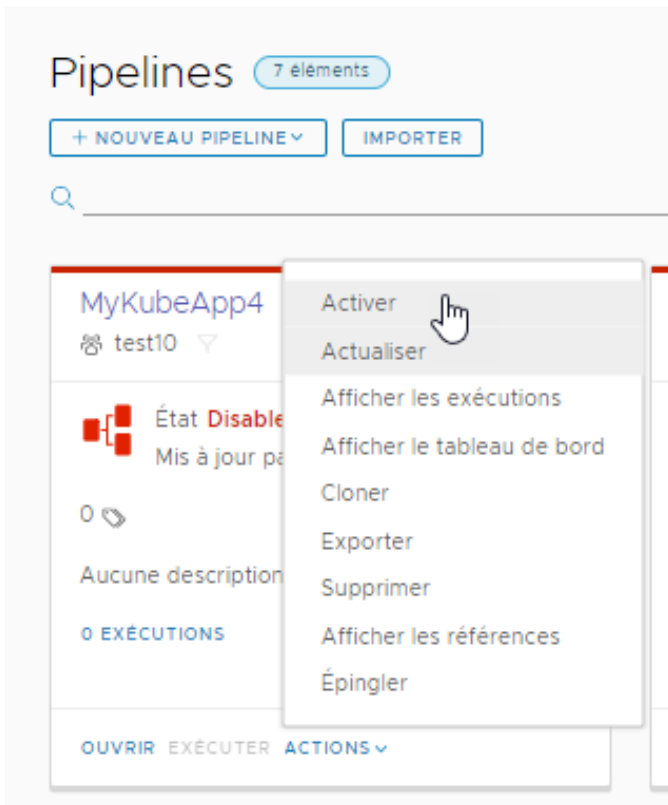 Pipelines 7 éléments
+ NOUVEAU PIPELINE IMPORTER
MyKubeApp4
test10
État Disable
Mis à jour pa
0
Aucune description
0 EXÉCUTIONS
OUVRIR EXÉCUTER ACTIONS
Activer
Actualiser
Afficher les exécutions
Afficher le tableau de bord
Cloner
Exporter
Supprimer
Afficher les références
Épingler